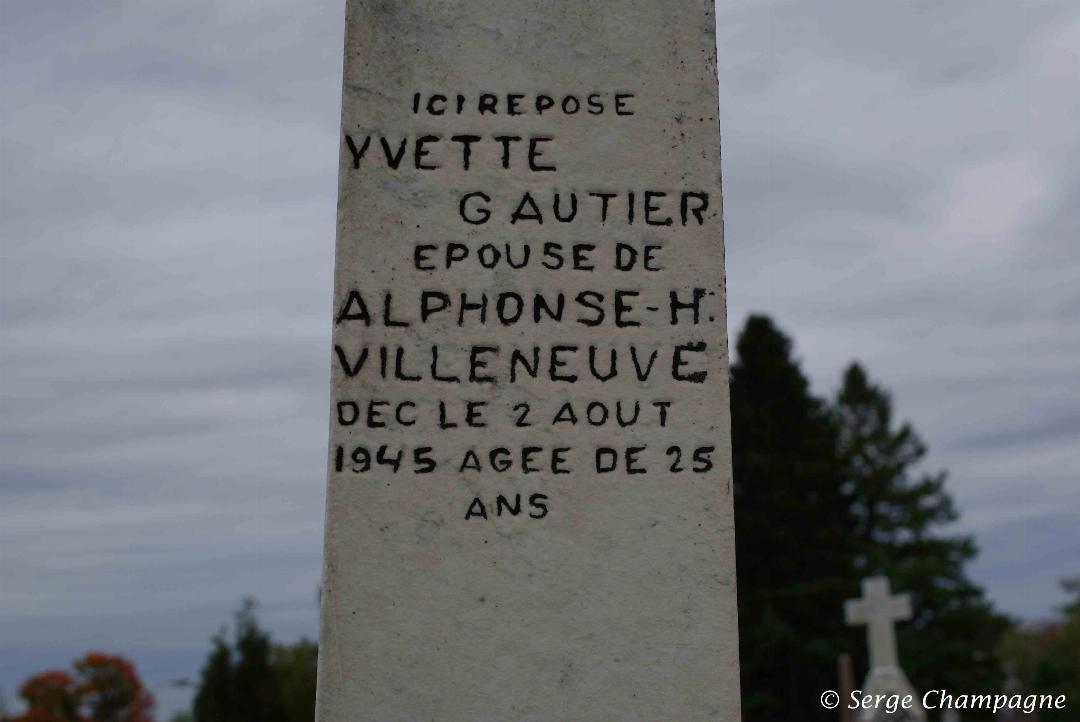 ICI REPOSE
YVETTE
GAUTIER
EPOUSE DE
ALPHONSE-H.
VILLENEUVE
DEC LE 2 AOUT
1945 AGEE DE 25
ANS
© Serge Champagne